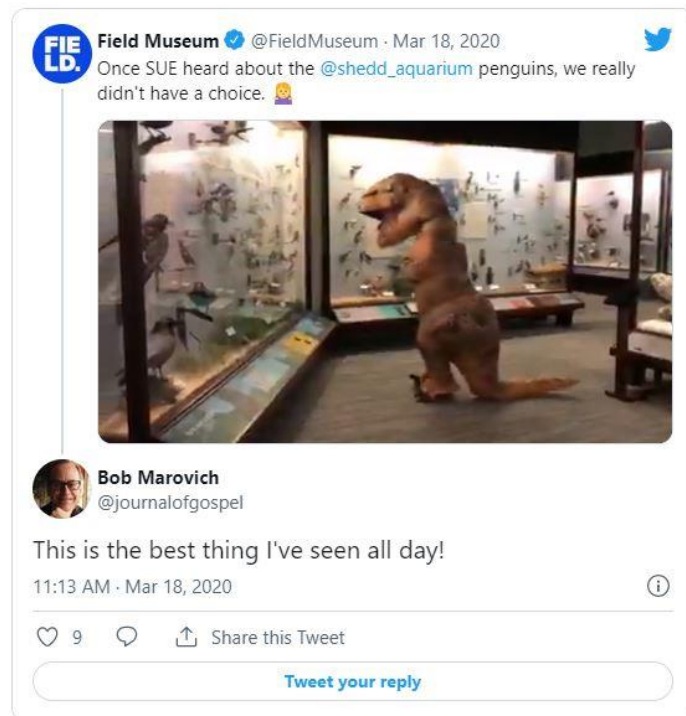 FIE
LD.
Field Museum @FieldMuseum · Mar 18, 2020
Once SUE heard about the @shedd_aquarium penguins, we really
didn't have a choice. 🤷‍♀️
Bob Marovich
@journalofgospel
This is the best thing I've seen all day!
11:13 AM · Mar 18, 2020
9 Share this Tweet
Tweet your reply